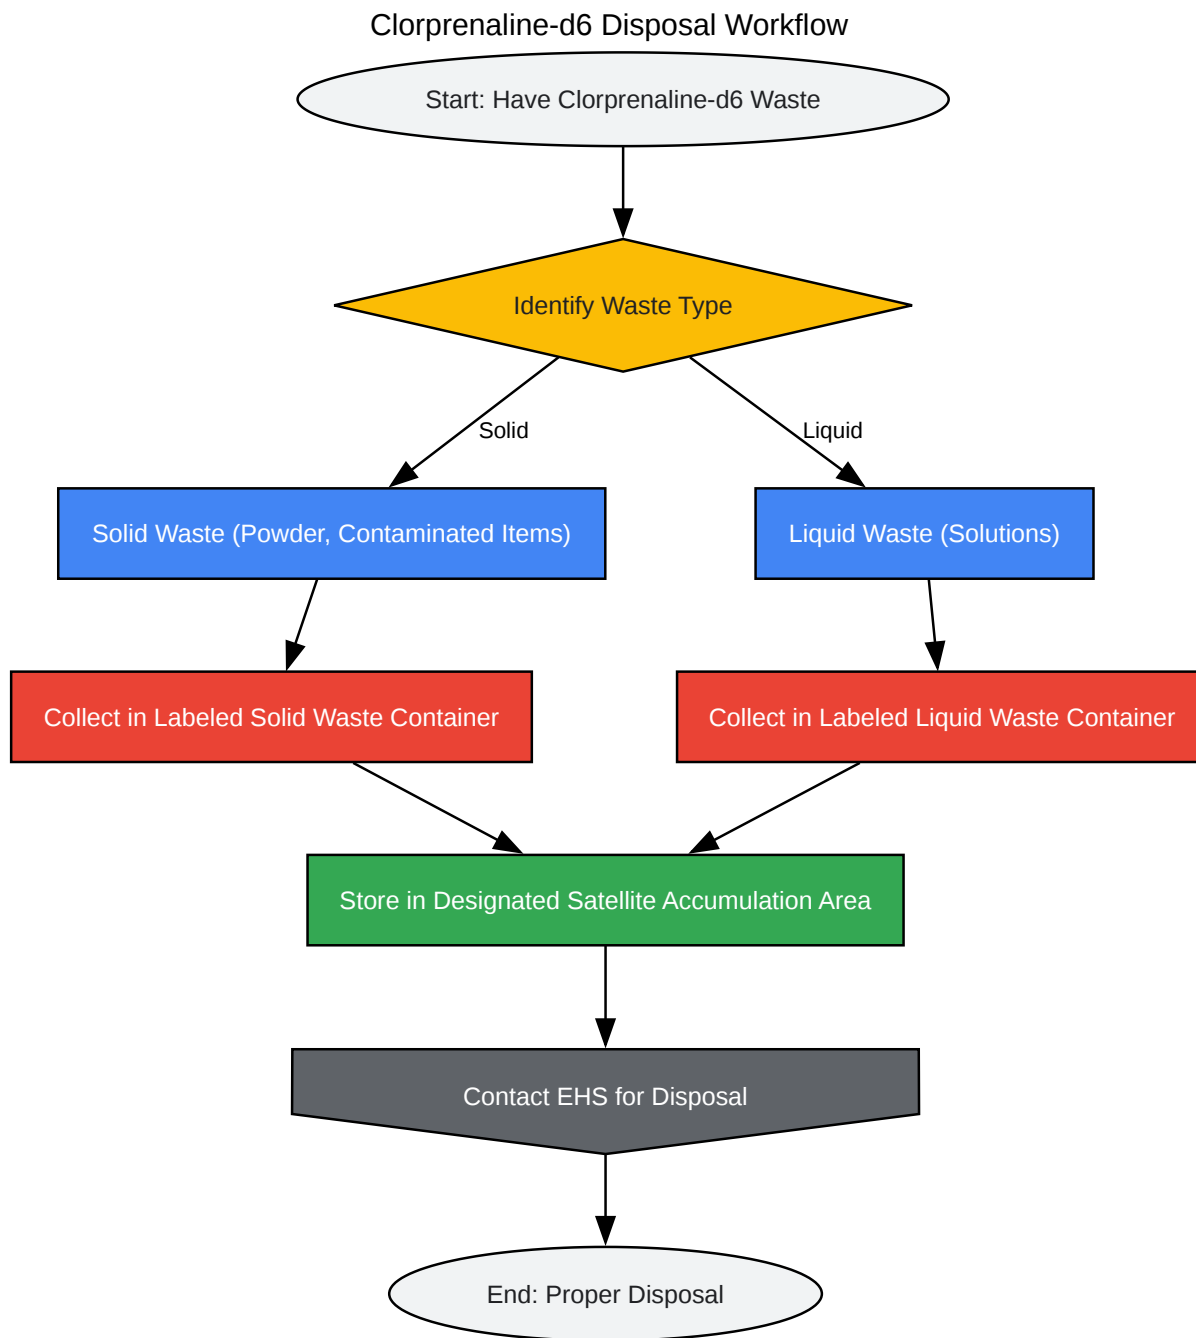 Clorprenaline-d6 Disposal Workflow
Start: Have Clorprenaline-d6 Waste
Identify Waste Type
Solid
Liquid
Solid Waste (Powder, Contaminated Items)
Liquid Waste (Solutions)
Collect in Labeled Solid Waste Container
Collect in Labeled Liquid Waste Container
Store in Designated Satellite Accumulation Area
Contact EHS for Disposal
End: Proper Disposal